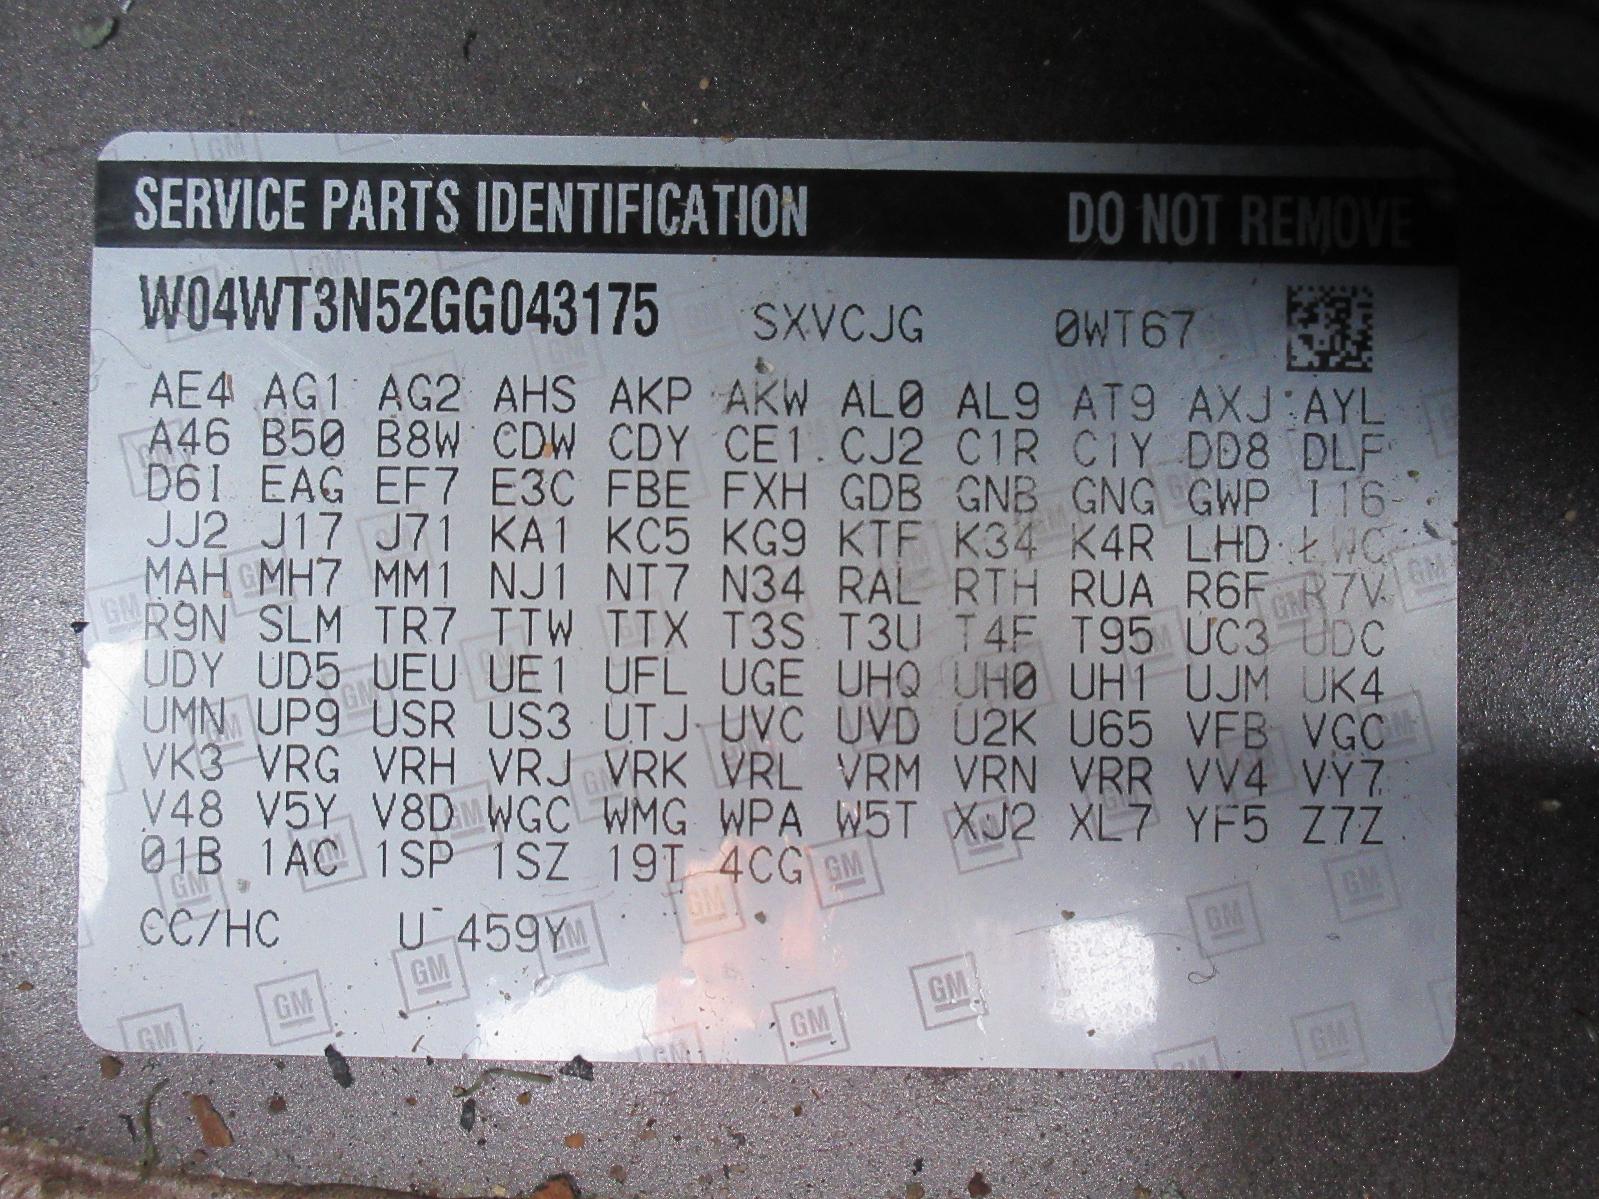 SERVICE PARTS IDENTIFICATION DO NOT REMOVE
W04WT3N52GG043175 SXVCJG 0WT67
AE4 AG1 AG2 AHS AKP AKW AL0 AL9 AT9 AXJ AYL
A46 B50 B8W CDW CDY CE1 CJ2 C1R C1Y DD8 DLF
D6I EAG EF7 E3C FBE FXH GDB GNB GNG GWP I16
JJ2 J17 J71 KA1 KC5 KG9 KTF K34 K4R LHD LWC
MAH MH7 MM1 NJ1 NT7 N34 RAL RTH RUA R6F R7V
R9N SLM TR7 TTW TTX T3S T3U T4F T95 UC3 UDC
UDY UD5 UEU UE1 UFL UGE UHQ UH0 UH1 UJM UK4
UMN UP9 USR US3 UTJ UVC UVD U2K U65 VFB VGC
VK3 VRG VRH VRJ VRK VRL VRM VRN VRR VV4 VY7
V48 V5Y V8D WGC WMG WPA W5T XJ2 XL7 YF5 Z7Z
01B 1AC 1SP 1SZ 19T 4CG
CC/HC U 459Y